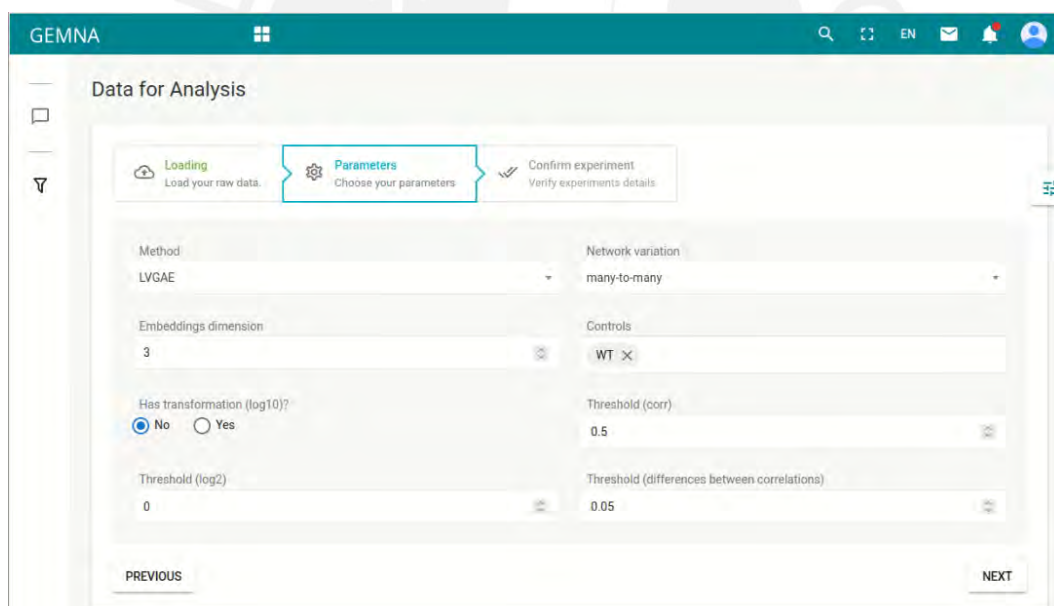 GEMNA
EN
Data for Analysis
Loading
Load your raw data.
Parameters
Choose your parameters
Confirm experiment
Verify experiments details
Method
Network variation
LVGAE
many-to-many
Embeddings dimension
Controls
3
WT
Has transformation (log10)?
Threshold (corr)
No Yes
0.5
Threshold (log2)
Threshold (differences between correlations)
0
0.05
PREVIOUS
NEXT